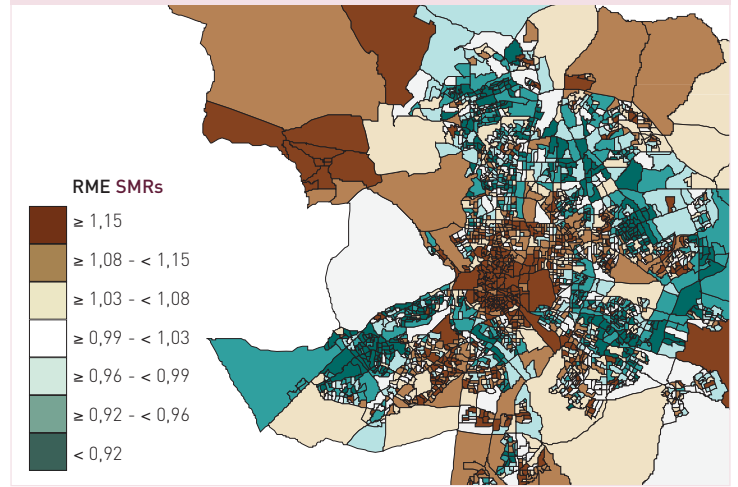 RME SMRs
≥ 1,15
≥ 1,08 - < 1,15
≥ 1,03 - < 1,08
≥ 0,99 - < 1,03
≥ 0,96 - < 0,99
≥ 0,92 - < 0,96
< 0,92